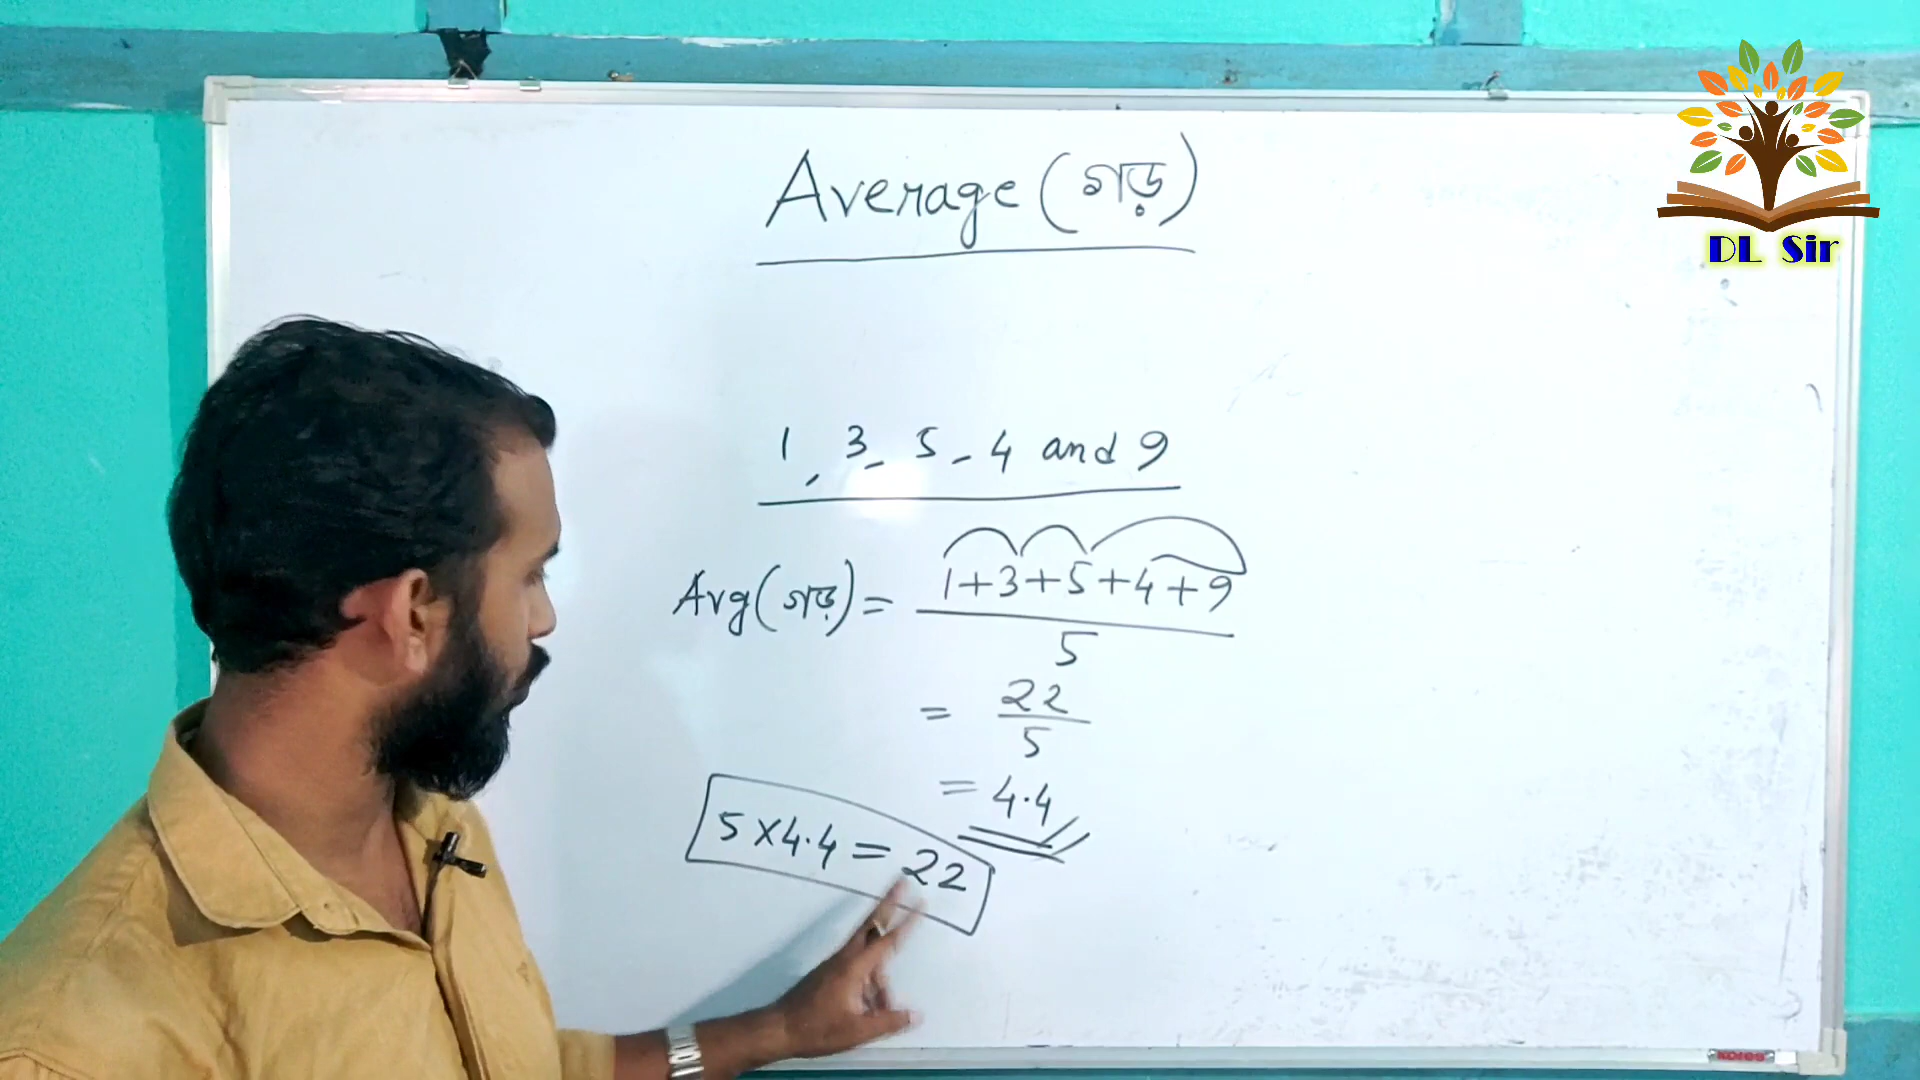 DL Sir
Average (গড়)
1, 3, 5, 4 and 9
Avg (গড়) = 1+3+5+4+9
5
= 22
5
= 4.4
5 x 4.4 = 22
kores